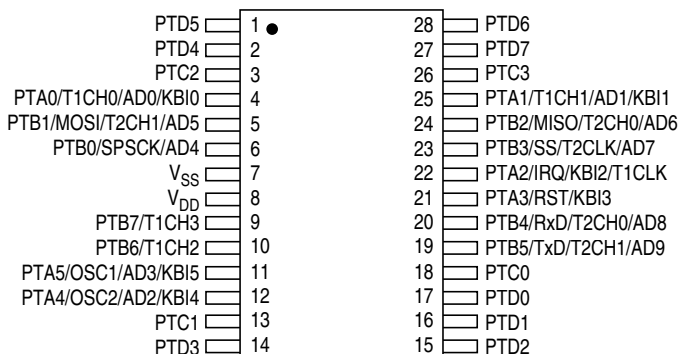 PTD5 1 28 PTD6
PTD4 2 27 PTD7
PTC2 3 26 PTC3
PTA0/T1CH0/AD0/KBI0 4 25 PTA1/T1CH1/AD1/KBI1
PTB1/MOSI/T2CH1/AD5 5 24 PTB2/MISO/T2CH0/AD6
PTB0/SPSCK/AD4 6 23 PTB3/SS/T2CLK/AD7
VSS 7 22 PTA2/IRQ/KBI2/T1CLK
VDD 8 21 PTA3/RST/KBI3
PTB7/T1CH3 9 20 PTB4/RxD/T2CH0/AD8
PTB6/T1CH2 10 19 PTB5/TxD/T2CH1/AD9
PTA5/OSC1/AD3/KBI5 11 18 PTC0
PTA4/OSC2/AD2/KBI4 12 17 PTD0
PTC1 13 16 PTD1
PTD3 14 15 PTD2